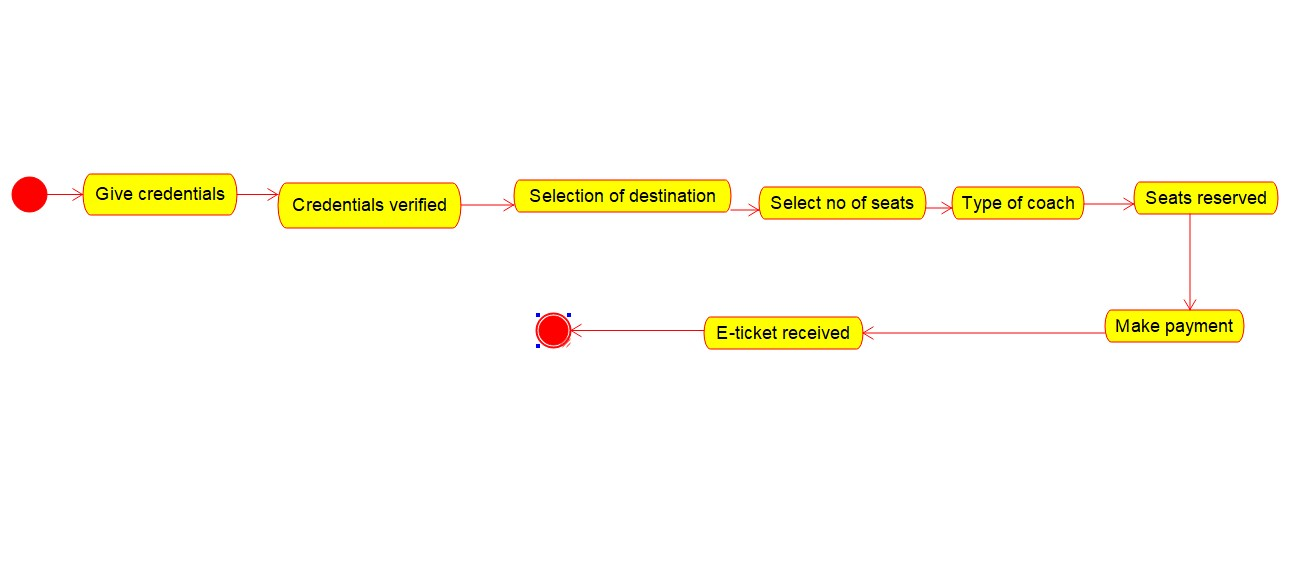 Give credentials
Credentials verified
Selection of destination
Select no of seats
Type of coach
Seats reserved
Make payment
E-ticket received